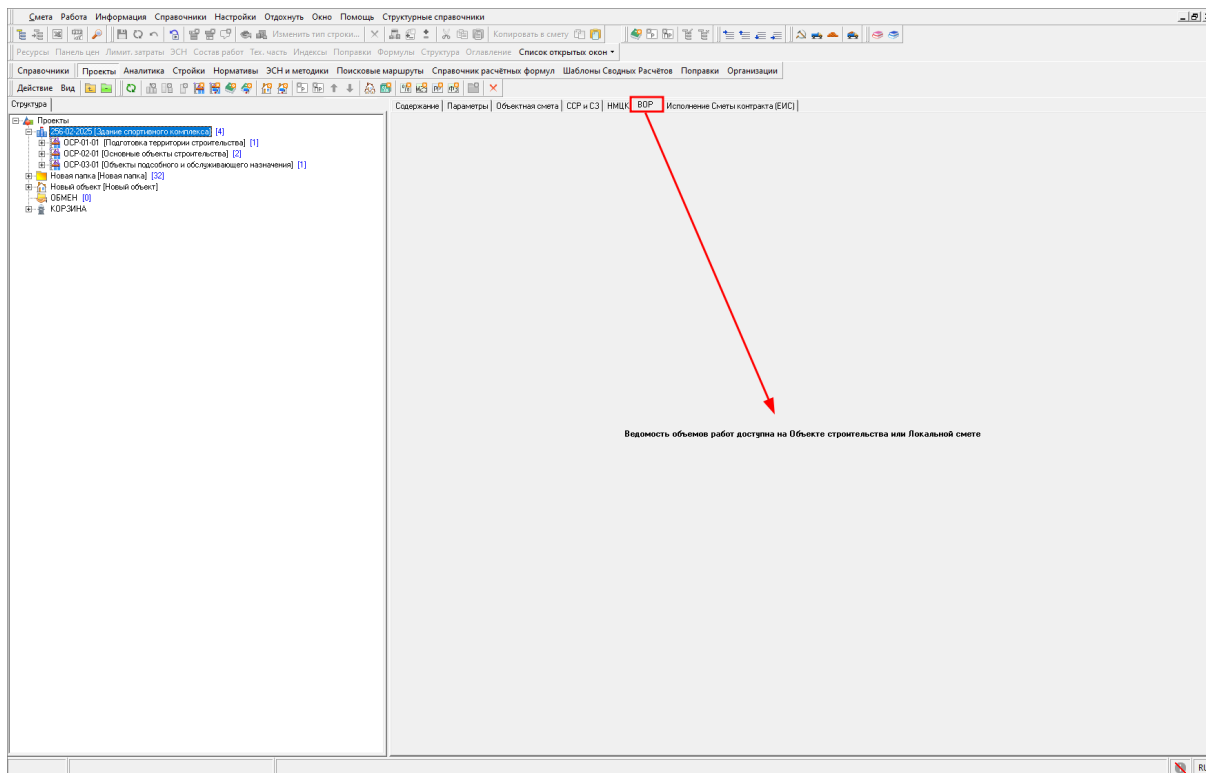 Смета Работа Информация Справочники Настройки Отдохнуть Окно Помощь Структурные справочники
Изменить тип строки... Копировать в смету
Ресурсы Панель цен Лимит. затраты ЭСН Состав работ Тех. часть Индексы Поправки Формулы Структура Оглавление Список открытых окон
Справочники Проекты Аналитика Стройки Нормативы ЭСН и методики Поисковые маршруты Справочник расчётных формул Шаблоны Сводных Расчётов Поправки Организации
Действие Вид
Структура
Содержание Параметры Объектная смета ССР и СЗ НМЦК ВОР Исполнение Сметы контракта (ЕИС)
Проекты
256-02-2025 [Здание спортивного комплекса] [4]
ОСР-01-01 [Подготовка территории строительства] [1]
ОСР-02-01 [Основные объекты строительства] [2]
ОСР-03-01 [Объекты подсобного и обслуживающего назначения] [1]
Новая папка [Новая папка] [32]
Новый объект [Новый объект]
ОБМЕН [0]
КОРЗИНА
Ведомость объемов работ доступна на Объекте строительства или Локальной смете
RU